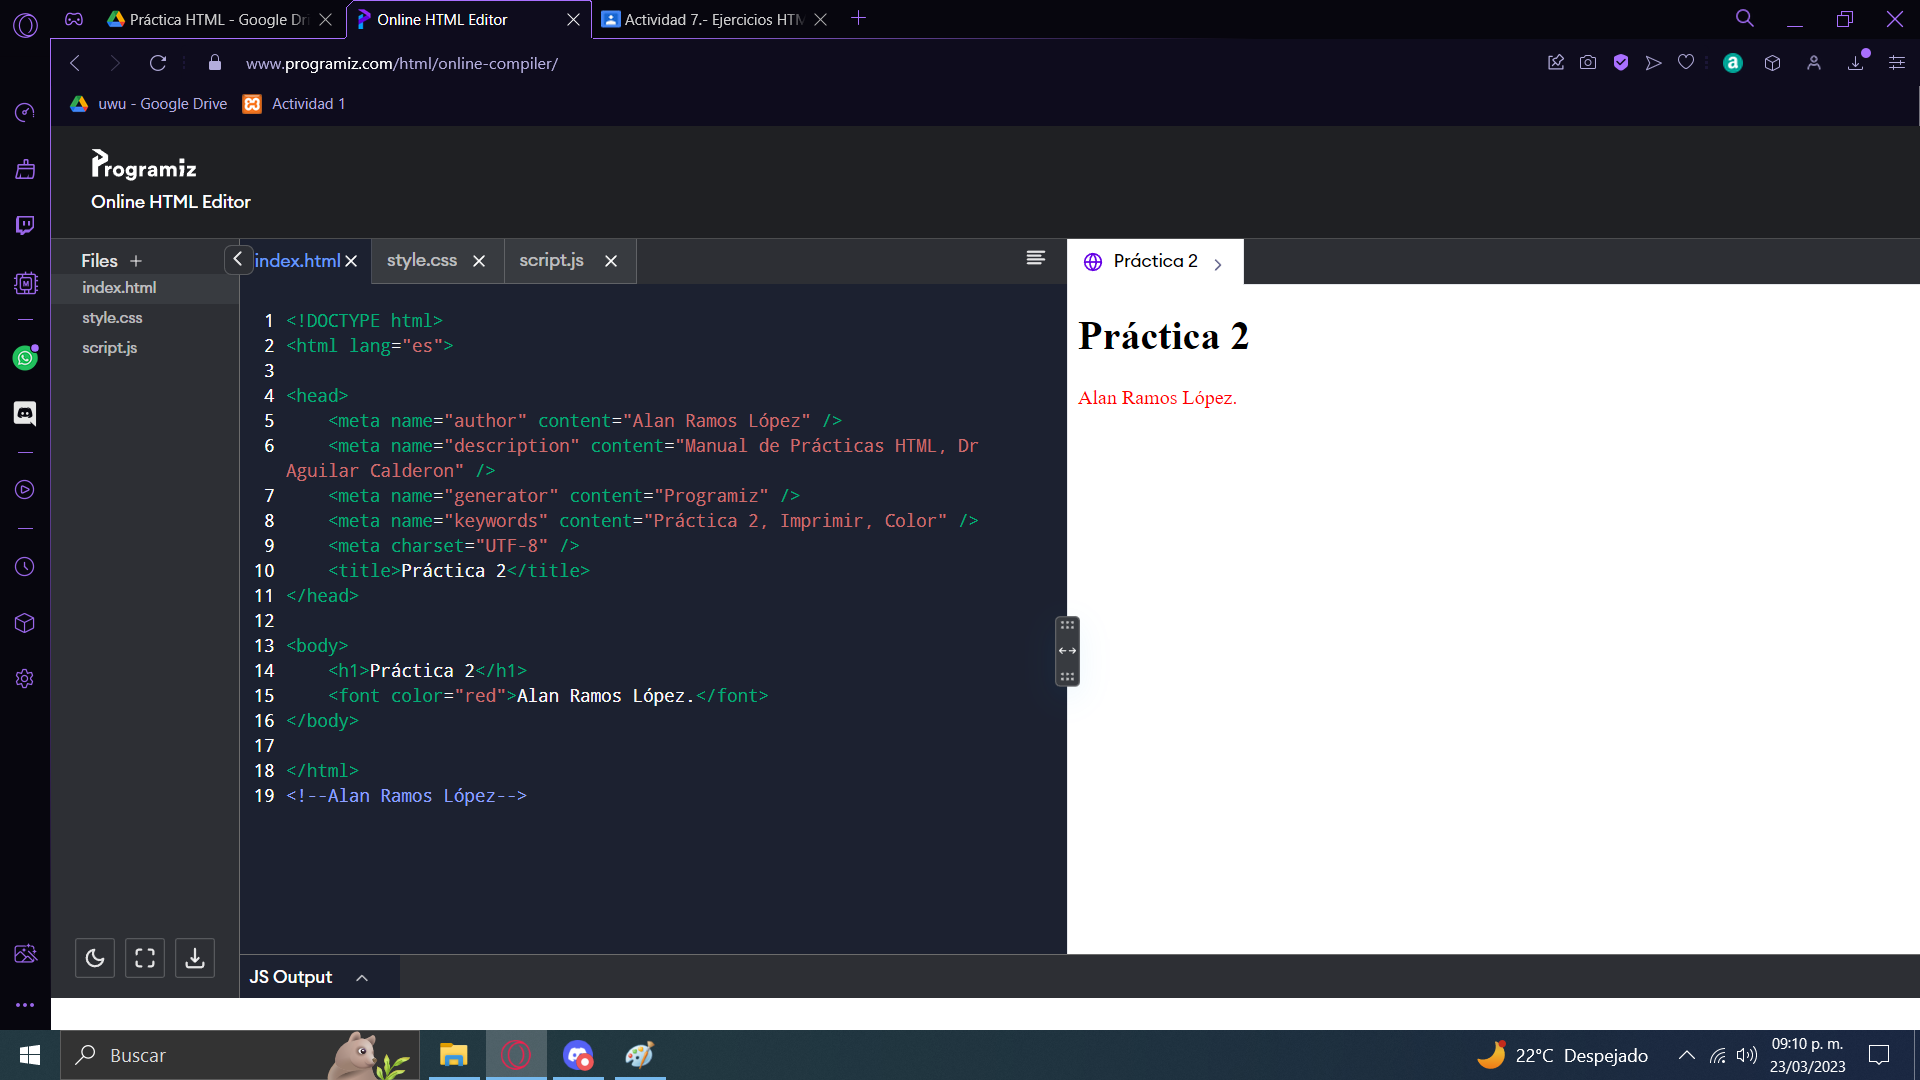 Práctica HTML - Google Dri
Online HTML Editor
Actividad 7.- Ejercicios HTM
www.programiz.com/html/online-compiler/
uwu - Google Drive
Actividad 1
Programiz
Online HTML Editor
Files +
index.html
style.css
script.js
index.html
style.css
script.js
Práctica 2
1 <!DOCTYPE html>
2 <html lang="es">
3
4 <head>
5 <meta name="author" content="Alan Ramos López" />
6 <meta name="description" content="Manual de Prácticas HTML, Dr
Aguilar Calderon" />
7 <meta name="generator" content="Programiz" />
8 <meta name="keywords" content="Práctica 2, Imprimir, Color" />
9 <meta charset="UTF-8" />
10 <title>Práctica 2</title>
11 </head>
12
13 <body>
14 <h1>Práctica 2</h1>
15 <font color="red">Alan Ramos López.</font>
16 </body>
17
18 </html>
19 <!--Alan Ramos López-->
Práctica 2
Alan Ramos López.
JS Output
Buscar
22°C Despejado
09:10 p. m.
23/03/2023